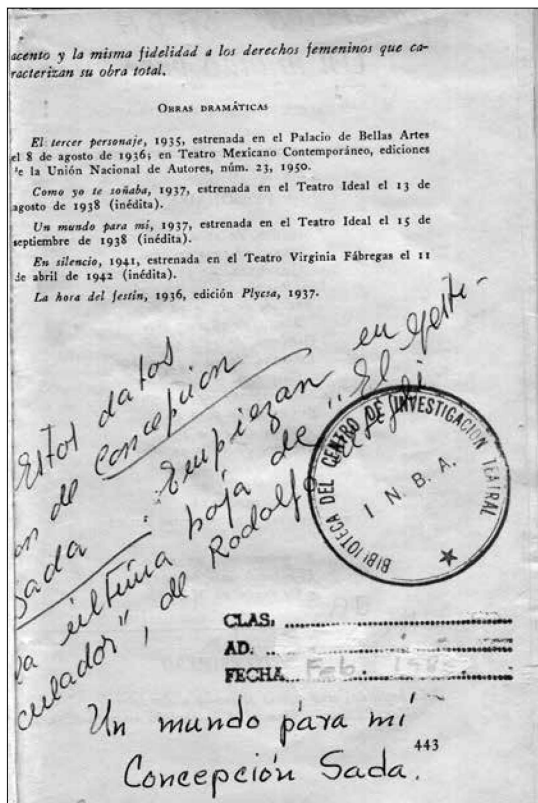 acento y la misma fidelidad a los derechos femeninos que ca-
racterizan su obra total.
OBRAS DRAMÁTICAS
El tercer personaje, 1935, estrenada en el Palacio de Bellas Artes
el 8 de agosto de 1936; en Teatro Mexicano Contemporáneo, ediciones
de la Unión Nacional de Autores, núm. 23, 1950.
Como yo te soñaba, 1937, estrenada en el Teatro Ideal el 13 de
agosto de 1938 (inédita).
Un mundo para mí, 1937, estrenada en el Teatro Ideal el 15 de
septiembre de 1938 (inédita).
En silencio, 1941, estrenada en el Teatro Virginia Fábregas el 11
de abril de 1942 (inédita).
La hora del festín, 1936, edición Plycsa, 1937.
Estos datos
on de Concepcion
Sada. Empiezan en
la ultima hoja de "El gesti-
culador", de Rodolfo Usigli
BIBLIOTECA DEL CENTRO DE INVESTIGACION TEATRAL
I N. B. A.
CLAS.
AD.
FECHA Feb. 198
Un mundo para mí
443
Concepción Sada.